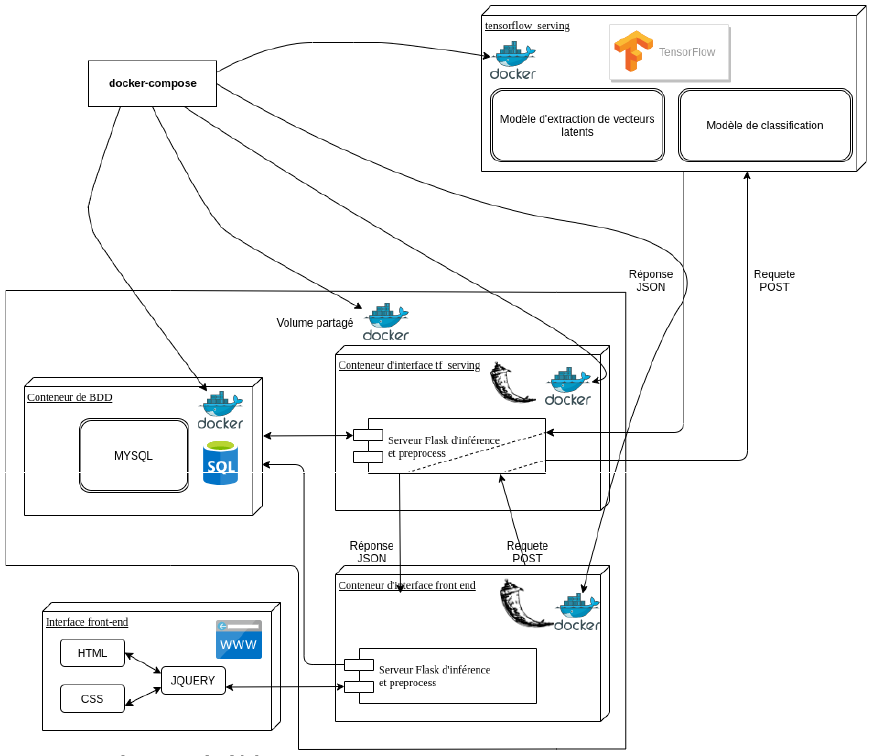 tensorflow_serving
docker
TensorFlow
docker-compose
Modèle d'extraction de vecteurs
latents
Modèle de classification
Réponse
JSON
Requete
POST
Volume partagé
docker
Conteneur d'interface tf_serving
docker
Conteneur de BDD
docker
MYSQL
SQL
Serveur Flask d'inférence
et preprocess
Réponse
JSON
Requete
POST
Conteneur d'interface front end
docker
Interface front-end
WWW
HTML
JQUERY
CSS
Serveur Flask d'inférence
et preprocess